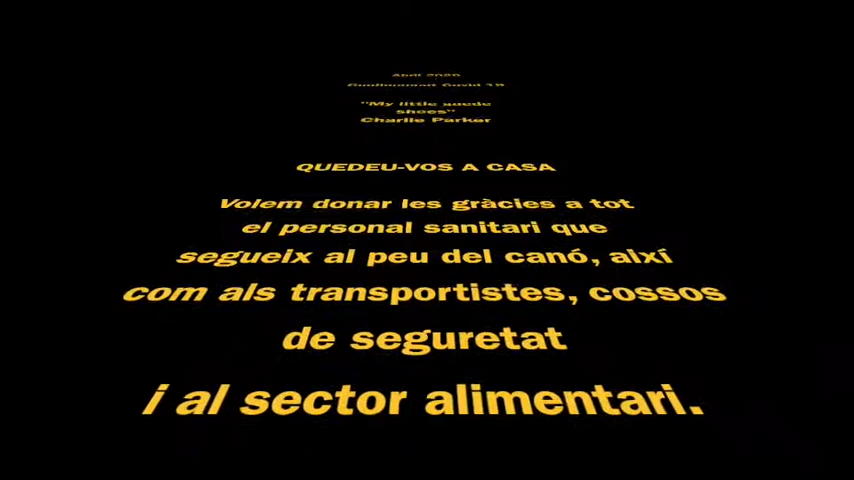 Abril 2020
Confinament Covid 19
"My little suede
shoes"
Charlie Parker
QUEDEU-VOS A CASA
Volem donar les gràcies a tot
el personal sanitari que
segueix al peu del canó, així
com als transportistes, cossos
de seguretat
i al sector alimentari.